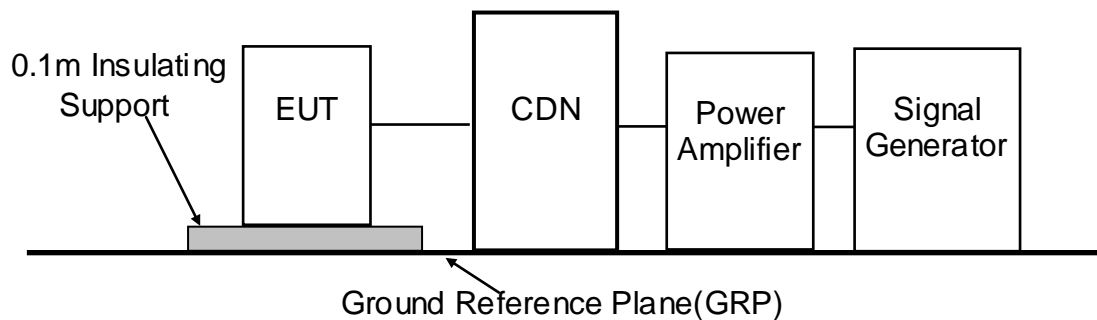 0.1m Insulating
Support
EUT
CDN
Power
Amplifier
Signal
Generator
Ground Reference Plane(GRP)